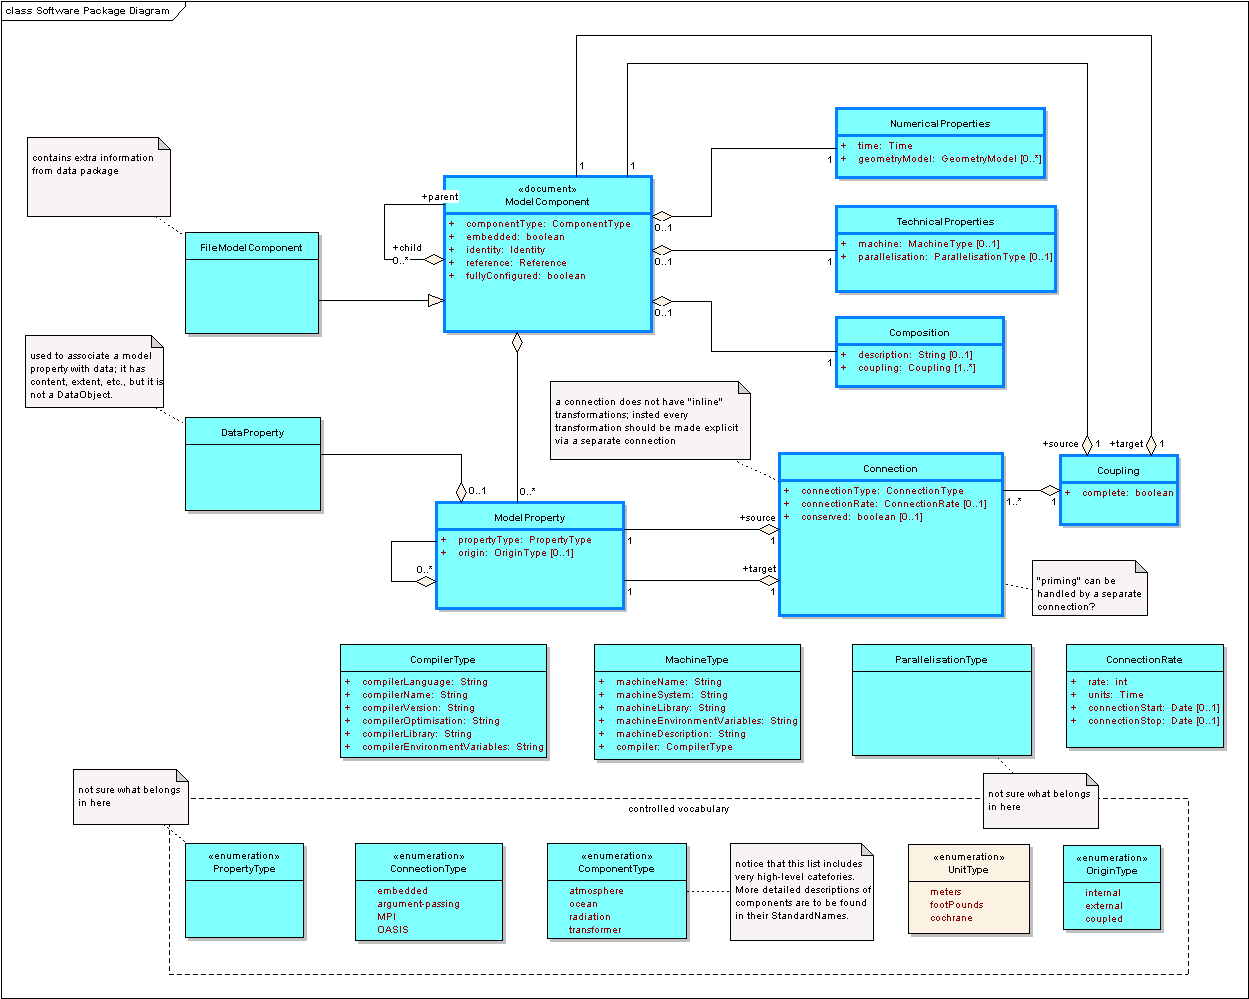 class Software Package Diagram
contains extra information
from data package
FileModelComponent
«document»
ModelComponent
+ componentType: ComponentType
+ embedded: boolean
+ identity: Identity
+ reference: Reference
+ fullyConfigured: boolean
+parent
+child
0..*
1
1
0..1
0..1
0..1
1
1
1
NumericalProperties
+ time: Time
+ geometryModel: GeometryModel [0..*]
TechnicalProperties
+ machine: MachineType [0..1]
+ parallelisation: ParallelisationType [0..1]
Composition
+ description: String [0..1]
+ coupling: Coupling [1..*]
used to associate a model
property with data; it has
content, extent, etc., but it is
not a DataObject.
DataProperty
0..1
0..*
a connection does not have "inline"
transformations; insted every
transformation should be made explicit
via a separate connection
+source 1
+target 1
Coupling
+ complete: boolean
1..*
1
Connection
+ connectionType: ConnectionType
+ connectionRate: ConnectionRate [0..1]
+ conserved: boolean [0..1]
ModelProperty
+ propertyType: PropertyType
+ origin: OriginType [0..1]
0..*
+source
1
1
+target
1
1
"priming" can be
handled by a separate
connection?
CompilerType
+ compilerLanguage: String
+ compilerName: String
+ compilerVersion: String
+ compilerOptimisation: String
+ compilerLibrary: String
+ compilerEnvironmentVariables: String
MachineType
+ machineName: String
+ machineSystem: String
+ machineLibrary: String
+ machineEnvironmentVariables: String
+ machineDescription: String
+ compiler: CompilerType
ParallelisationType
ConnectionRate
+ rate: int
+ units: Time
+ connectionStart: Date [0..1]
+ connectionStop: Date [0..1]
not sure what belongs
in here
not sure what belongs
in here
controlled vocabulary
«enumeration»
PropertyType
«enumeration»
ConnectionType
embedded
argument-passing
MPI
OASIS
«enumeration»
ComponentType
atmosphere
ocean
radiation
transformer
notice that this list includes
very high-level catefories.
More detailed descriptions of
components are to be found
in their StandardNames.
«enumeration»
UnitType
meters
footPounds
cochrane
«enumeration»
OriginType
internal
external
coupled